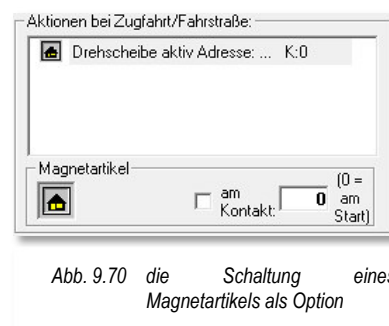 Aktionen bei Zugfahrt/Fahrstraße:
Drehscheibe aktiv Adresse: ... K:0
Magnetartikel
am Kontakt: 0 (0 = am Start)
Abb. 9.70 die Schaltung eines
Magnetartikels als Option